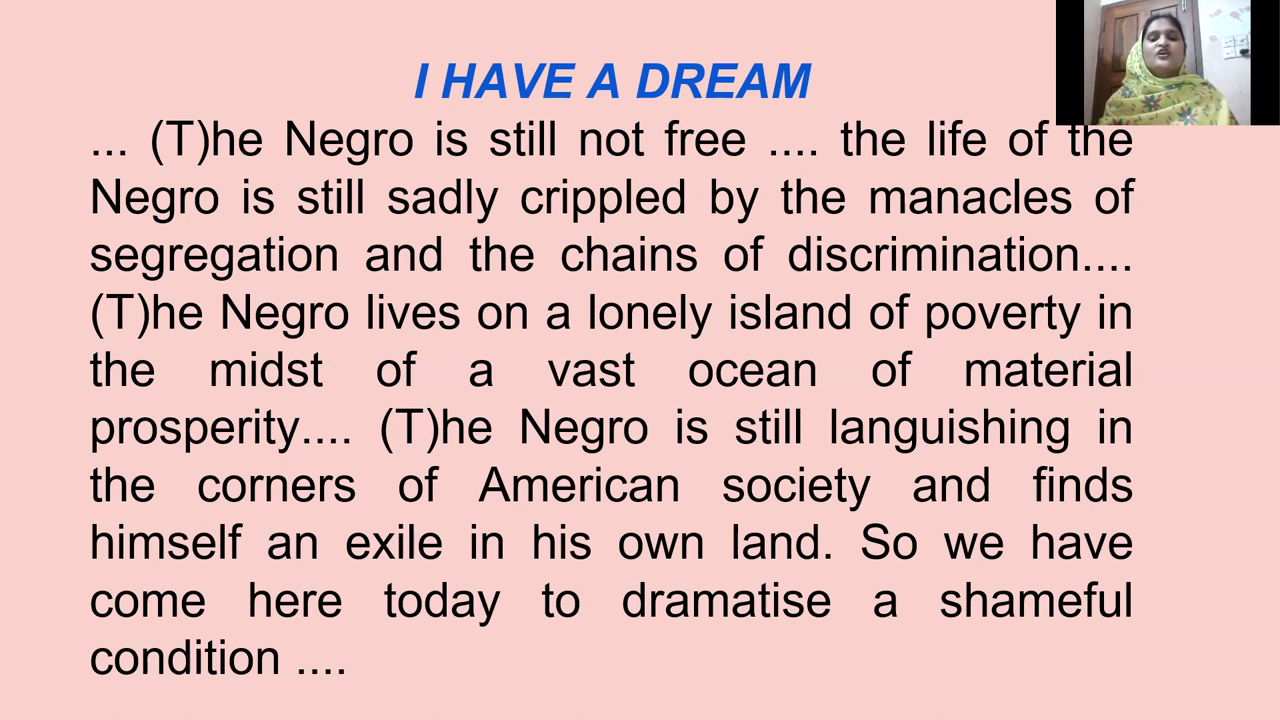 I HAVE A DREAM
... (T)he Negro is still not free .... the life of the
Negro is still sadly crippled by the manacles of
segregation and the chains of discrimination....
(T)he Negro lives on a lonely island of poverty in
the midst of a vast ocean of material
prosperity.... (T)he Negro is still languishing in
the corners of American society and finds
himself an exile in his own land. So we have
come here today to dramatise a shameful
condition ....